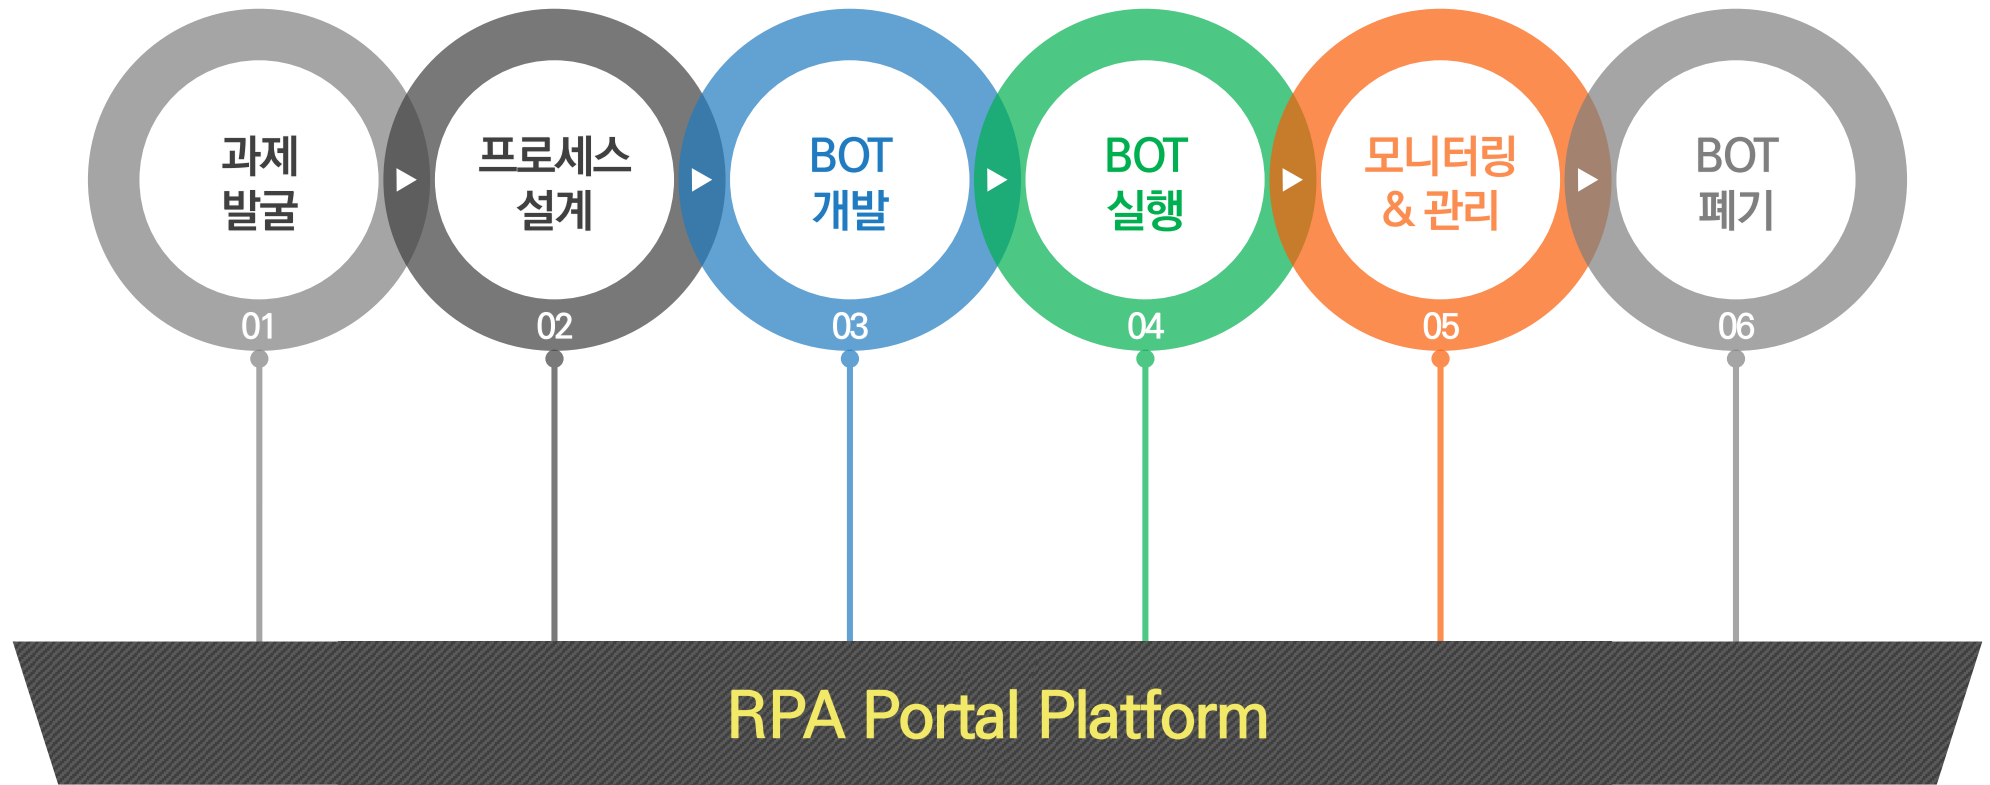 과제
발굴
01
프로세스
설계
02
BOT
개발
03
BOT
실행
04
모니터링
& 관리
05
BOT
폐기
06
RPA Portal Platform